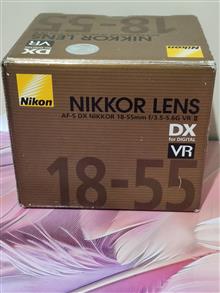 18-55
NIKKOR LENS
DX
VR
Nikon
NIKKOR LENS
AF-S DX NIKKOR 18-55mm f/3.5-5.6G VR II
DX
for DIGITAL
VR
18-55